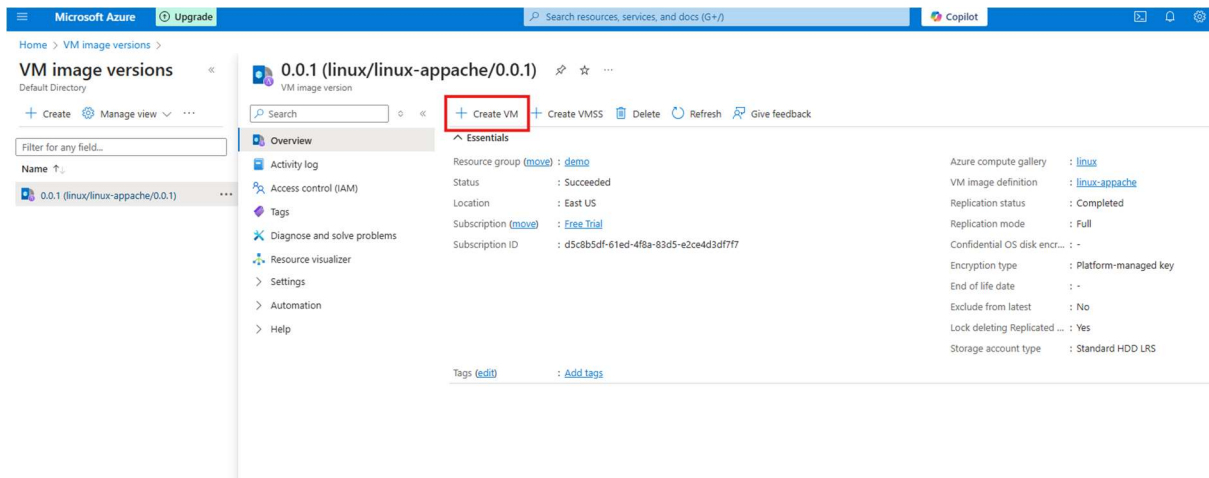 Microsoft Azure
Upgrade
Search resources, services, and docs (G+/)
Copilot
Home > VM image versions >
VM image versions
Default Directory
+ Create
Manage view
Filter for any field...
Name ↑↓
0.0.1 (linux/linux-appache/0.0.1)
0.0.1 (linux/linux-appache/0.0.1)
VM image version
Search
Overview
Activity log
Access control (IAM)
Tags
Diagnose and solve problems
Resource visualizer
Settings
Automation
Help
+ Create VM + Create VMSS Delete Refresh Give feedback
Essentials
Resource group (move) : demo
Status : Succeeded
Location : East US
Subscription (move) : Free Trial
Subscription ID : d5c8b5df-61ed-4f8a-83d5-e2ce4d3df7f7
Azure compute gallery : linux
VM image definition : linux-appache
Replication status : Completed
Replication mode : Full
Confidential OS disk encr... : -
Encryption type : Platform-managed key
End of life date : -
Exclude from latest : No
Lock deleting Replicated ... : Yes
Storage account type : Standard HDD LRS
Tags (edit) : Add tags